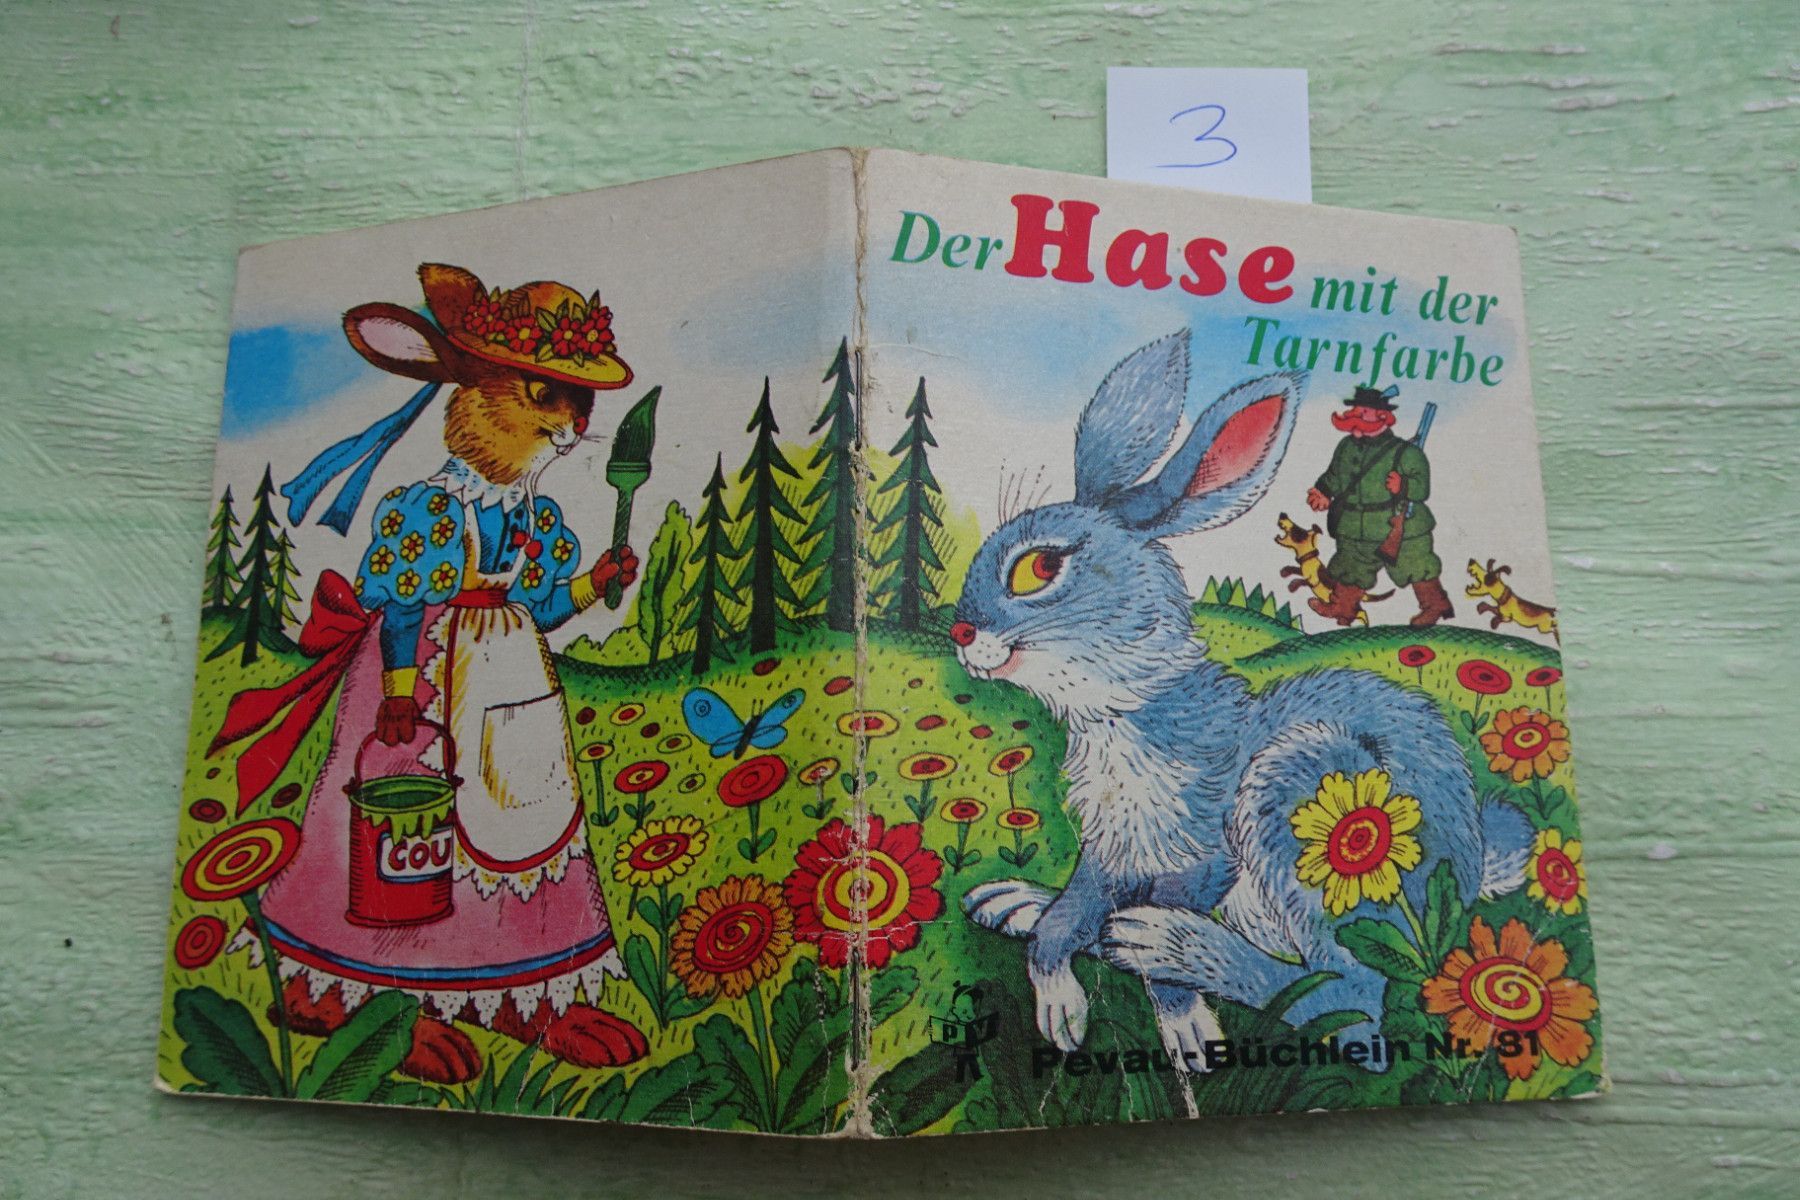 3
Der Hase mit der
Tarnfarbe
COU
P V
Pevau-Büchlein Nr. 81